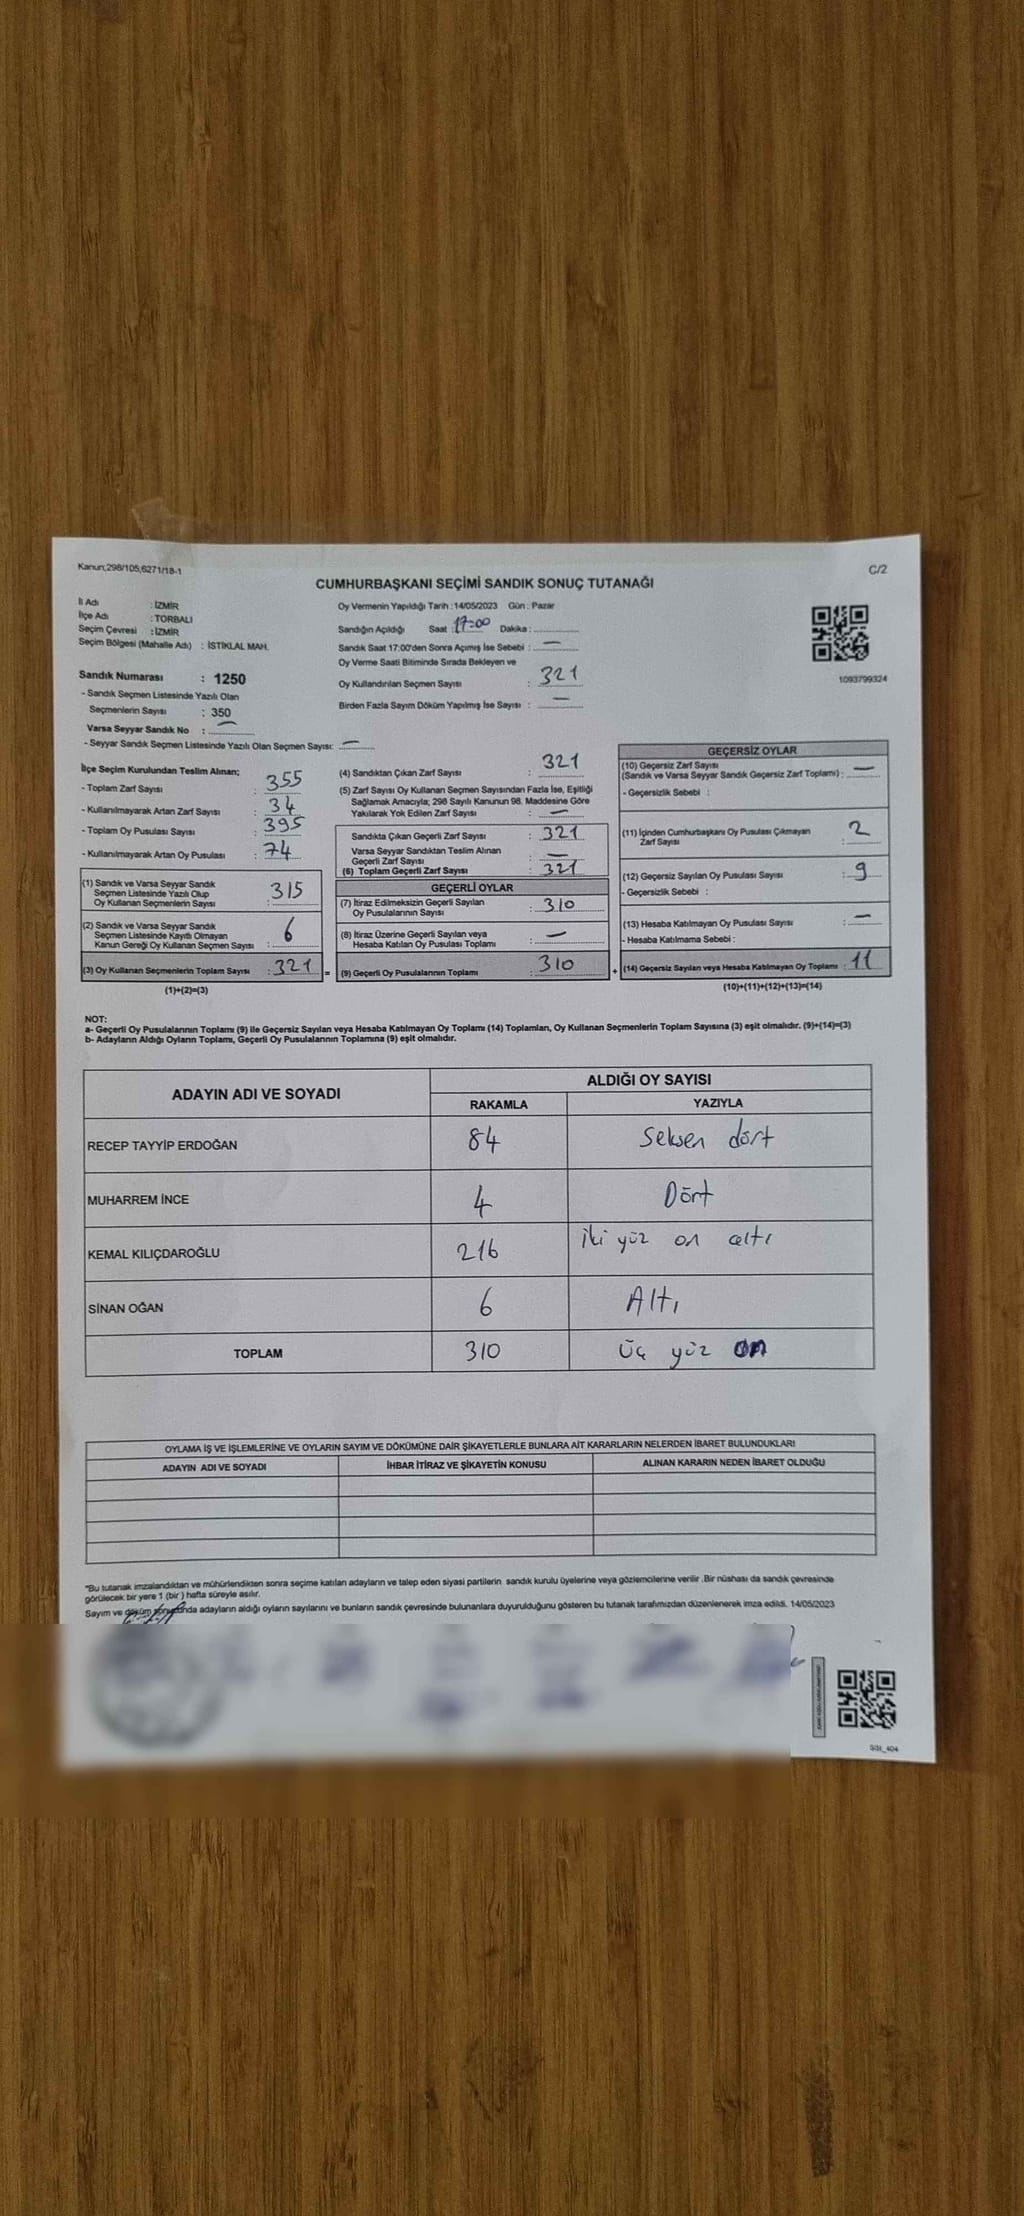 Kanun;298/105,6271/18-1
C/2
CUMHURBAŞKANI SEÇİMİ SANDIK SONUÇ TUTANAĞI
İl Adı : İZMİR
İlçe Adı : TORBALI
Seçim Çevresi : İZMİR
Seçim Bölgesi (Mahalle Adı) : İSTİKLAL MAH.
Sandık Numarası : 1250
- Sandık Seçmen Listesinde Yazılı Olan
Seçmenlerin Sayısı : 350
Varsa Seyyar Sandık No : —
- Seyyar Sandık Seçmen Listesinde Yazılı Olan Seçmen Sayısı: —
Oy Vermenin Yapıldığı Tarih : 14/05/2023 Gün : Pazar
Sandığın Açıldığı Saat : 17:00 Dakika :
Sandık Saat 17:00'den Sonra Açımış İse Sebebi : —
Oy Verme Saati Bitiminde Sırada Bekleyen ve
Oy Kullandırılan Seçmen Sayısı : 321
Birden Fazla Sayım Döküm Yapılmış İse Sayısı : —
1093799324
İlçe Seçim Kurulundan Teslim Alınan;
- Toplam Zarf Sayısı : 355
- Kullanılmayarak Artan Zarf Sayısı : 34
- Toplam Oy Pusulası Sayısı : 395
- Kullanılmayarak Artan Oy Pusulası : 74
(1) Sandık ve Varsa Seyyar Sandık
Seçmen Listesinde Yazılı Olup
Oy Kullanan Seçmenlerin Sayısı : 315
(2) Sandık ve Varsa Seyyar Sandık
Seçmen Listesinde Kayıtlı Olmayan
Kanun Gereği Oy Kullanan Seçmen Sayısı : 6
(3) Oy Kullanan Seçmenlerin Toplam Sayısı : 321 =
(1)+(2)=(3)
(4) Sandıktan Çıkan Zarf Sayısı : 321
(5) Zarf Sayısı Oy Kullanan Seçmen Sayısından Fazla İse, Eşitliği
Sağlamak Amacıyla; 298 Sayılı Kanunun 98. Maddesine Göre
Yakılarak Yok Edilen Zarf Sayısı : —
Sandıkta Çıkan Geçerli Zarf Sayısı : 321
Varsa Seyyar Sandıktan Teslim Alınan
Geçerli Zarf Sayısı : —
(6) Toplam Geçerli Zarf Sayısı : 321
GEÇERLİ OYLAR
(7) İtiraz Edilmeksizin Geçerli Sayılan
Oy Pusulalarının Sayısı : 310
(8) İtiraz Üzerine Geçerli Sayılan veya
Hesaba Katılan Oy Pusulası Toplamı : —
(9) Geçerli Oy Pusulalarının Toplamı : 310 +
GEÇERSİZ OYLAR
(10) Geçersiz Zarf Sayısı
(Sandık ve Varsa Seyyar Sandık Geçersiz Zarf Toplamı) : —
- Geçersizlik Sebebi :
(11) İçinden Cumhurbaşkanı Oy Pusulası Çıkmayan
Zarf Sayısı : 2
(12) Geçersiz Sayılan Oy Pusulası Sayısı : 9
- Geçersizlik Sebebi :
(13) Hesaba Katılmayan Oy Pusulası Sayısı : —
- Hesaba Katılmama Sebebi :
(14) Geçersiz Sayılan veya Hesaba Katılmayan Oy Toplamı : 11
(10)+(11)+(12)+(13)=(14)
NOT:
a- Geçerli Oy Pusulalarının Toplamı (9) ile Geçersiz Sayılan veya Hesaba Katılmayan Oy Toplamı (14) Toplamları, Oy Kullanan Seçmenlerin Toplam Sayısına (3) eşit olmalıdır. (9)+(14)=(3)
b- Adayların Aldığı Oyların Toplamı, Geçerli Oy Pusulalarının Toplamına (9) eşit olmalıdır.
ADAYIN ADI VE SOYADI
ALDIĞI OY SAYISI
RAKAMLA YAZIYLA
RECEP TAYYİP ERDOĞAN 84 Seksen dört
MUHARREM İNCE 4 Dört
KEMAL KILIÇDAROĞLU 216 İki yüz on altı
SİNAN OĞAN 6 Altı
TOPLAM 310 Üç yüz on
OYLAMA İŞ VE İŞLEMLERİNE VE OYLARIN SAYIM VE DÖKÜMÜNE DAİR ŞİKAYETLERLE BUNLARA AİT KARARLARIN NELERDEN İBARET BULUNDUKLARI
ADAYIN ADI VE SOYADI İHBAR İTİRAZ VE ŞİKAYETİN KONUSU ALINAN KARARIN NEDEN İBARET OLDUĞU
"Bu tutanak imzalandıktan ve mühürlendikten sonra seçime katılan adayların ve talep eden siyasi partilerin sandık kurulu üyelerine veya gözlemcilerine verilir .Bir nüshası da sandık çevresinde
görülecek bir yere 1 (bir ) hafta süreyle asılır.
Sayım ve döküm sonucunda adayların aldığı oyların sayılarını ve bunların sandık çevresinde bulunanlara duyurulduğunu gösteren bu tutanak tarafımızdan düzenlenerek imza edildi. 14/05/2023